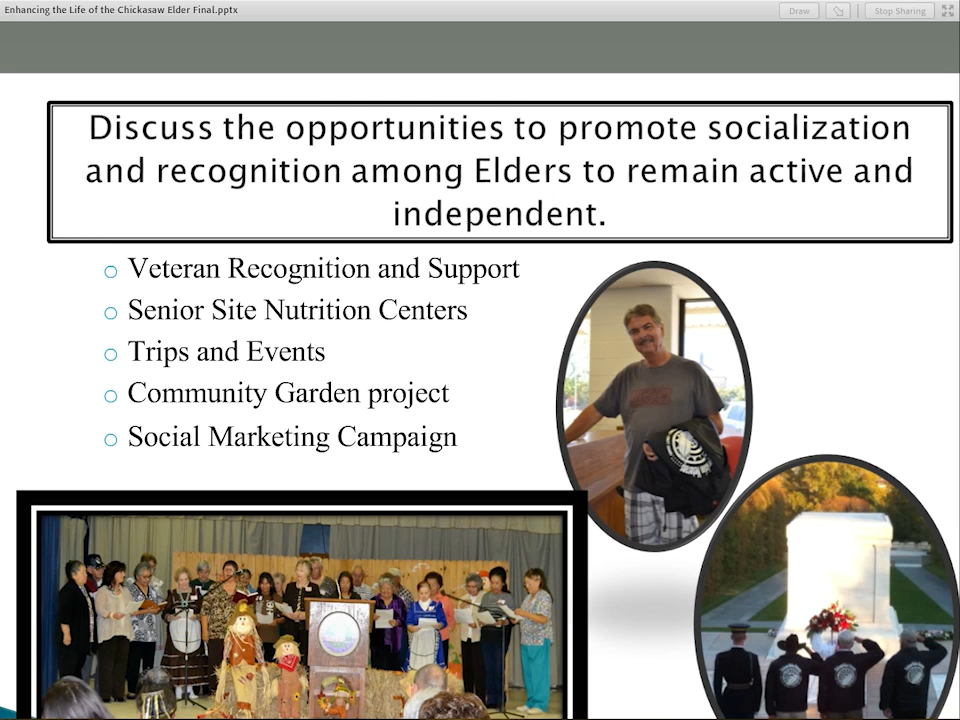 Enhancing the Life of the Chickasaw Elder Final.pptx
Draw
Stop Sharing
Discuss the opportunities to promote socialization
and recognition among Elders to remain active and
independent.
Veteran Recognition and Support
Senior Site Nutrition Centers
Trips and Events
Community Garden project
Social Marketing Campaign